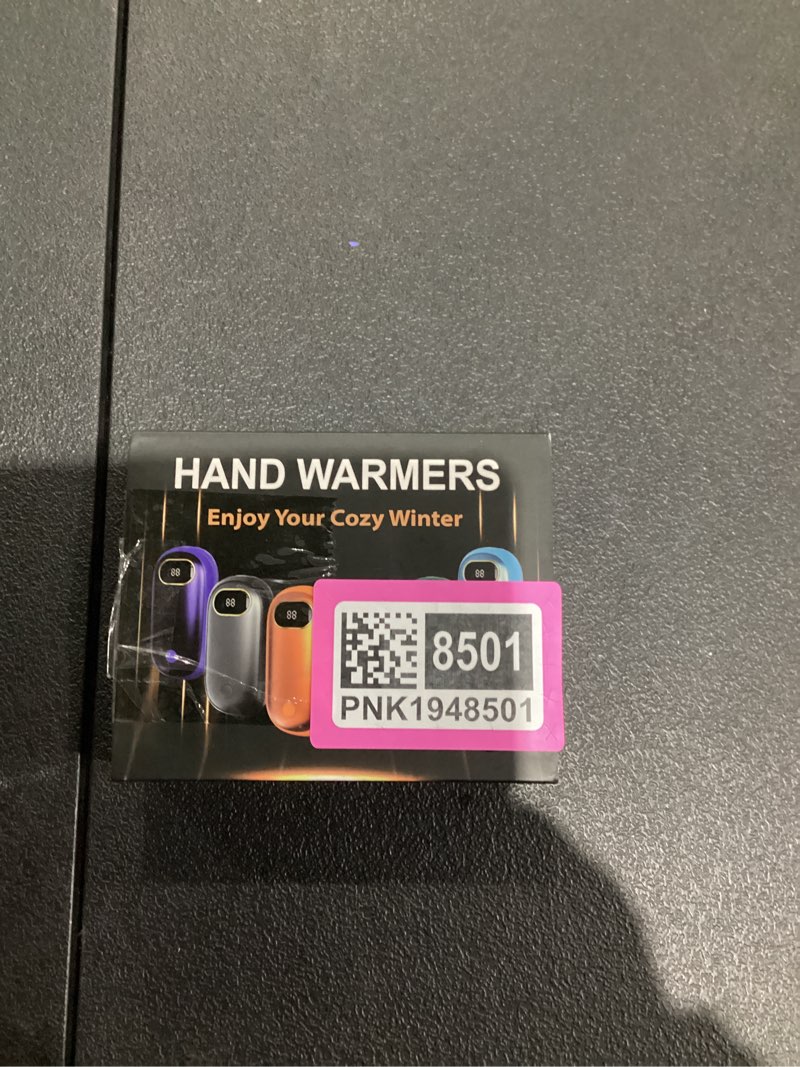 HAND WARMERS
Enjoy Your Cozy Winter
88
88
88
88
8501
PNK1948501